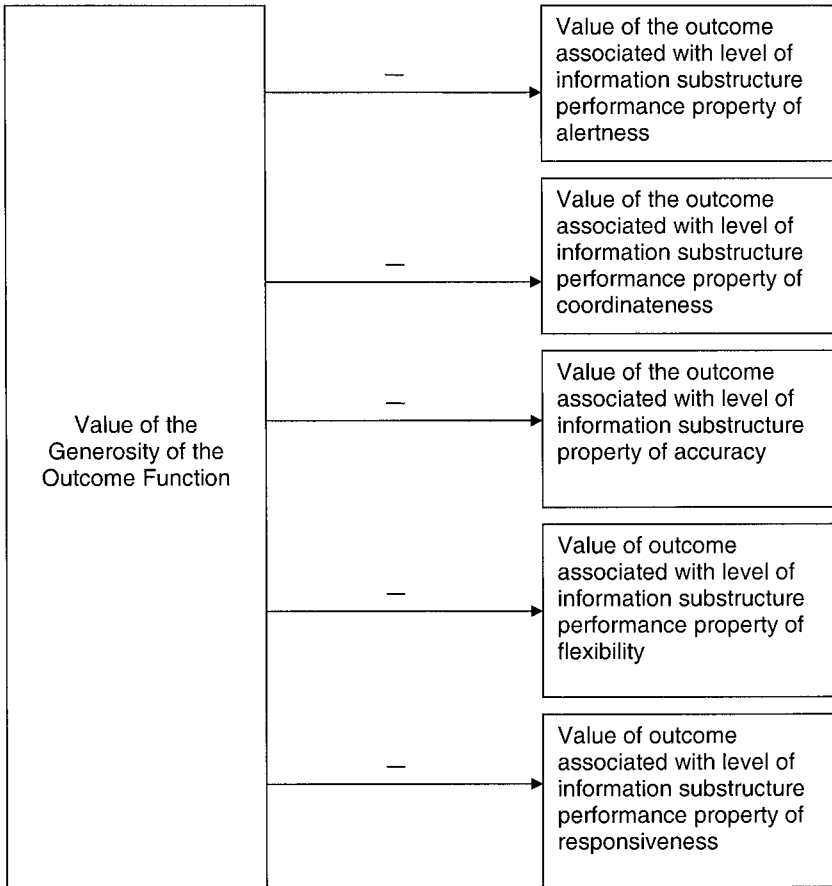 Value of the
Generosity of the
Outcome Function
—
Value of the outcome
associated with level of
information substructure
performance property of
alertness
—
Value of the outcome
associated with level of
information substructure
performance property of
coordinateness
—
Value of the outcome
associated with level of
information substructure
property of accuracy
—
Value of outcome
associated with level of
information substructure
performance property of
flexibility
—
Value of outcome
associated with level of
information substructure
performance property of
responsiveness